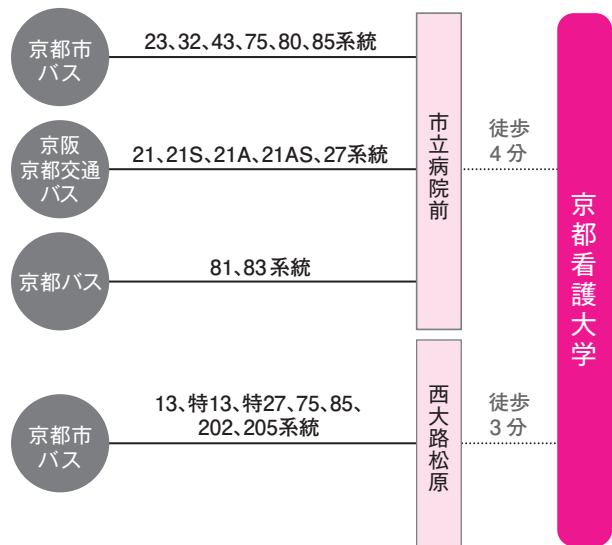 京都市
バス
23、32、43、75、80、85系統
京阪
京都交通
バス
21、21S、21A、21AS、27系統
京都バス
81、83系統
市立病院前
徒歩
4分
京都市
バス
13、特13、特27、75、85、
202、205系統
西大路松原
徒歩
3分
京都看護大学